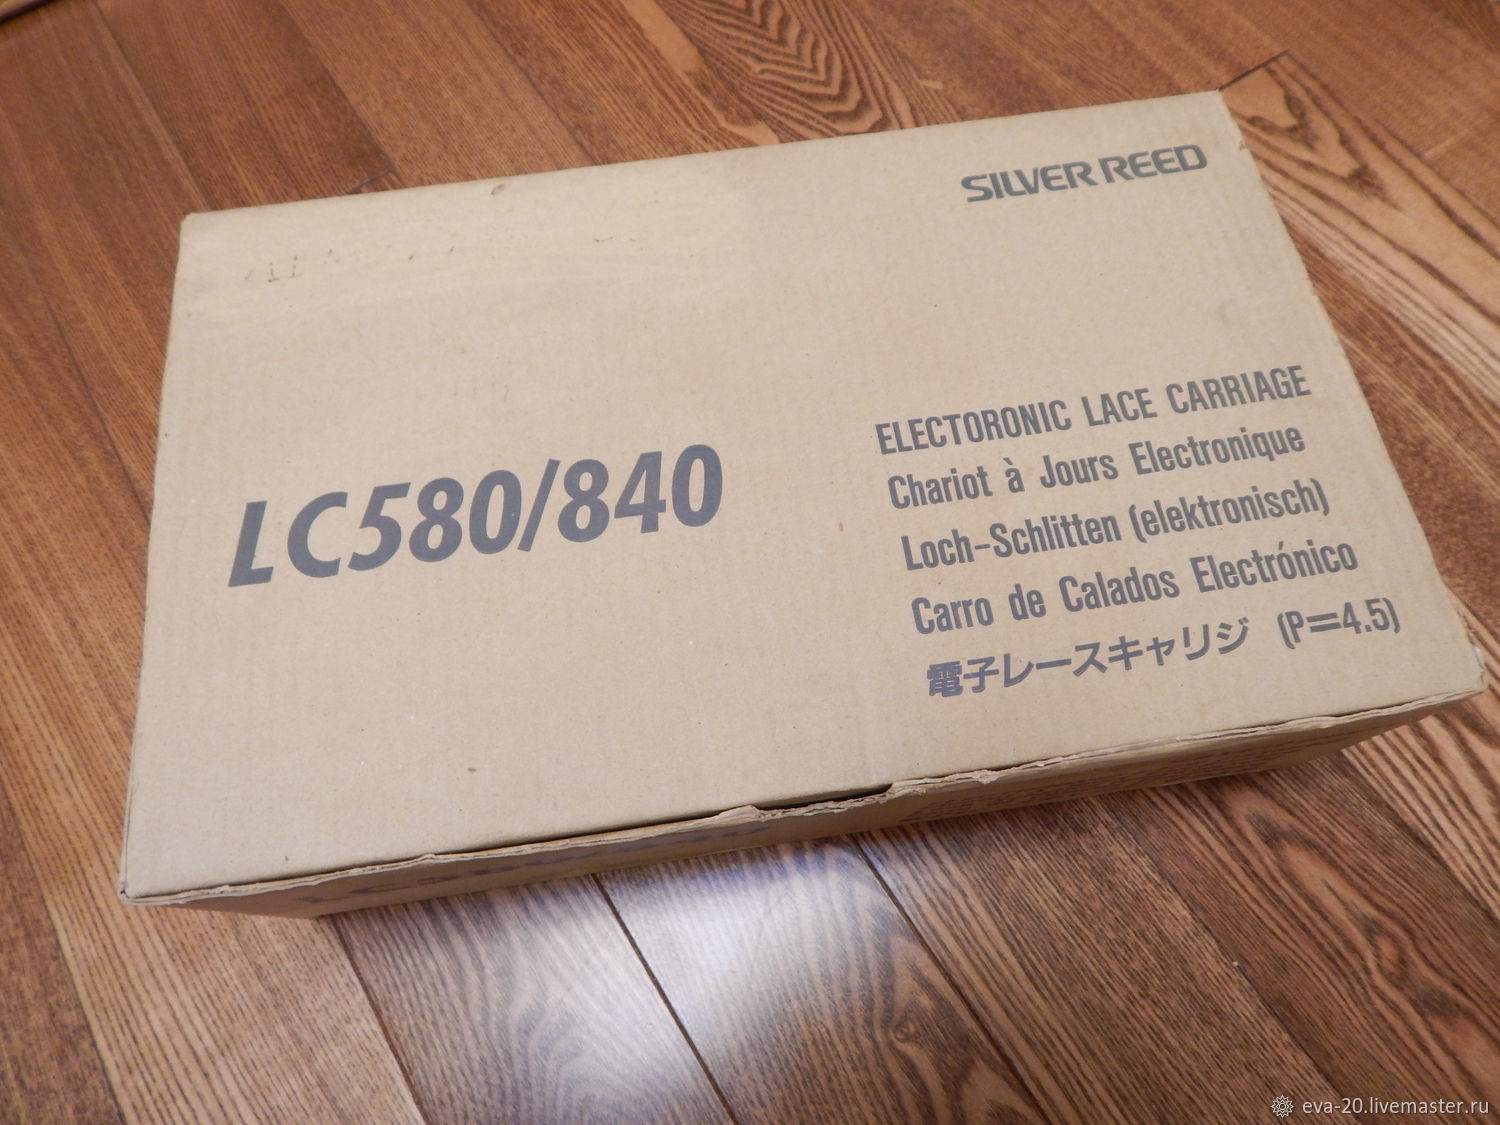 SILVER REED
LC580/840
ELECTORONIC LACE CARRIAGE
Chariot à Jours Electronique
Loch-Schlitten (elektronisch)
Carro de Calados Electrónico
電子レースキャリジ (P=4.5)
eva-20.livemaster.ru